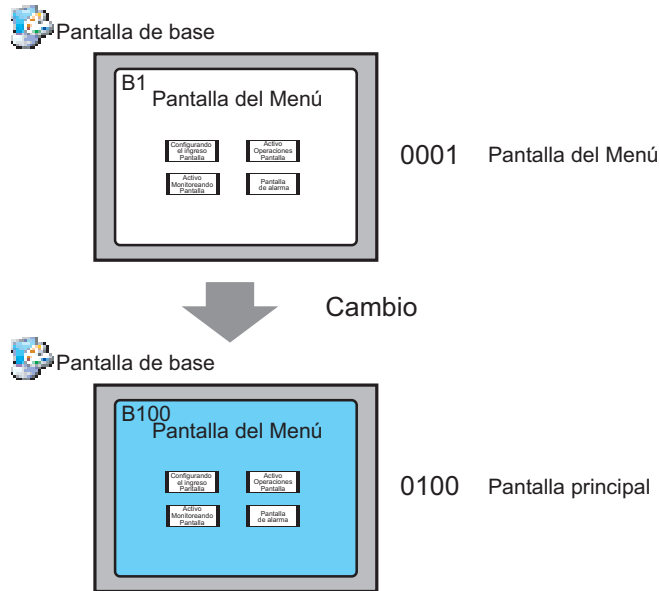 Pantalla de base
B1
Pantalla del Menú
Configurando
el ingreso
Pantalla
Activo
Operaciones
Pantalla
Activo
Monitoreando
Pantalla
Pantalla
de alarma
0001 Pantalla del Menú
Cambio
Pantalla de base
B100
Pantalla del Menú
Configurando
el ingreso
Pantalla
Activo
Operaciones
Pantalla
Activo
Monitoreando
Pantalla
Pantalla
de alarma
0100 Pantalla principal